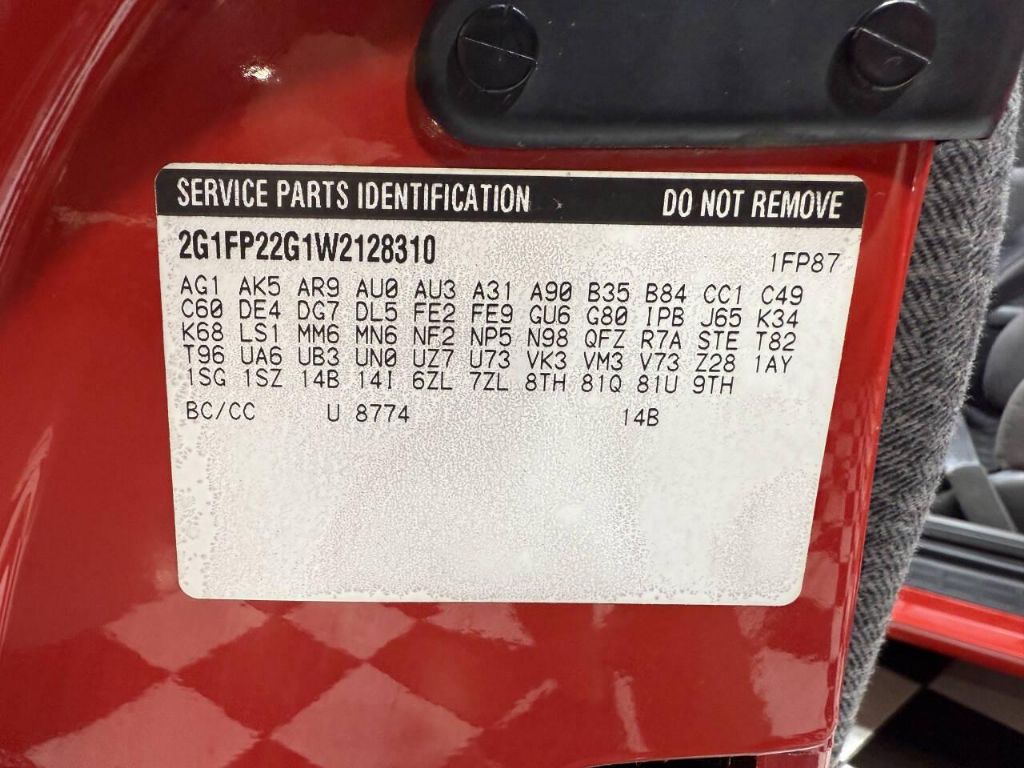 SERVICE PARTS IDENTIFICATION DO NOT REMOVE
2G1FP22G1W2128310 1FP87
AG1 AK5 AR9 AU0 AU3 A31 A90 B35 B84 CC1 C49
C60 DE4 DG7 DL5 FE2 FE9 GU6 G80 IPB J65 K34
K68 LS1 MM6 MN6 NF2 NP5 N98 QFZ R7A STE T82
T96 UA6 UB3 UN0 UZ7 U73 VK3 VM3 V73 Z28 1AY
1SG 1SZ 14B 14I 6ZL 7ZL 8TH 81Q 81U 9TH
BC/CC U 8774 14B